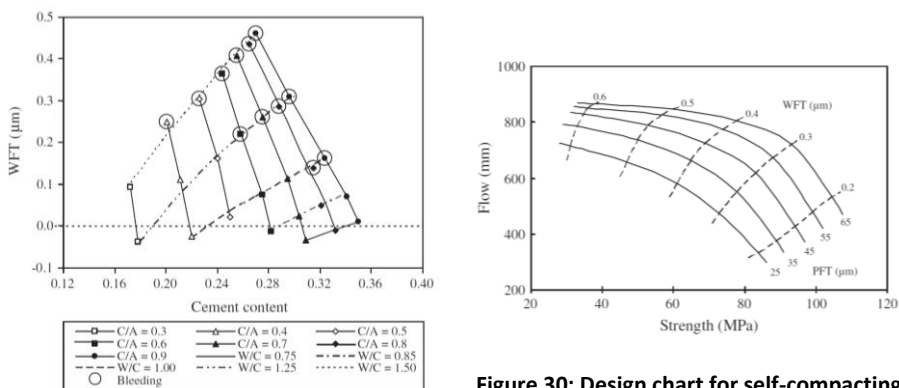 0.5
0.4
0.3
0.2
0.1
0.0
-0.1
WFT (μm)
0.12 0.16 0.20 0.24 0.28 0.32 0.36 0.40
Cement content
C/A = 0.3 C/A = 0.4 C/A = 0.5
C/A = 0.6 C/A = 0.7 C/A = 0.8
C/A = 0.9 W/C = 0.75 W/C = 0.85
W/C = 1.00 W/C = 1.25 W/C = 1.50
Bleeding
1000
800
600
400
200
Flow (mm)
0.6
0.5
0.4
0.3
0.2
WFT (μm)
65
55
45
35
25
PFT (μm)
20 40 60 80 100 120
Strength (MPa)
Figure 30: Design chart for self-compacting